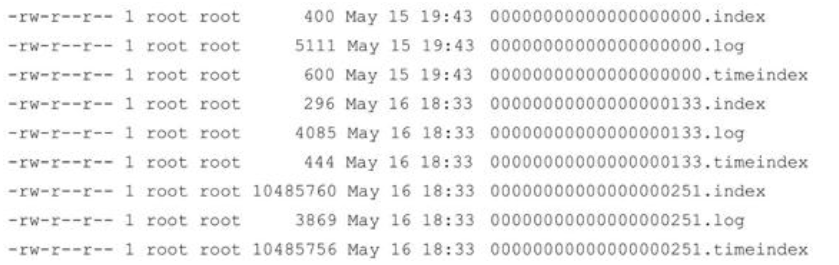 -rw-r--r-- 1 root root 400 May 15 19:43 00000000000000000000.index
-rw-r--r-- 1 root root 5111 May 15 19:43 00000000000000000000.log
-rw-r--r-- 1 root root 600 May 15 19:43 00000000000000000000.timeindex
-rw-r--r-- 1 root root 296 May 16 18:33 00000000000000000133.index
-rw-r--r-- 1 root root 4085 May 16 18:33 00000000000000000133.log
-rw-r--r-- 1 root root 444 May 16 18:33 00000000000000000133.timeindex
-rw-r--r-- 1 root root 10485760 May 16 18:33 00000000000000000251.index
-rw-r--r-- 1 root root 3869 May 16 18:33 00000000000000000251.log
-rw-r--r-- 1 root root 10485756 May 16 18:33 00000000000000000251.timeindex